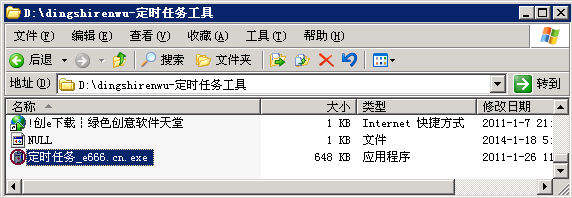 D:\dingshirenwu-定时任务工具
文件(F) 编辑(E) 查看(V) 收藏(A) 工具(T) 帮助(H)
后退 搜索 文件夹
地址(D) D:\dingshirenwu-定时任务工具 转到
名称 大小 类型 修改日期
!创e下载¦绿色创意软件天堂 1 KB Internet 快捷方式 2011-1-7 21:
NULL 1 KB 文件 2014-1-18 5:
定时任务_e666.cn.exe 648 KB 应用程序 2011-1-26 11